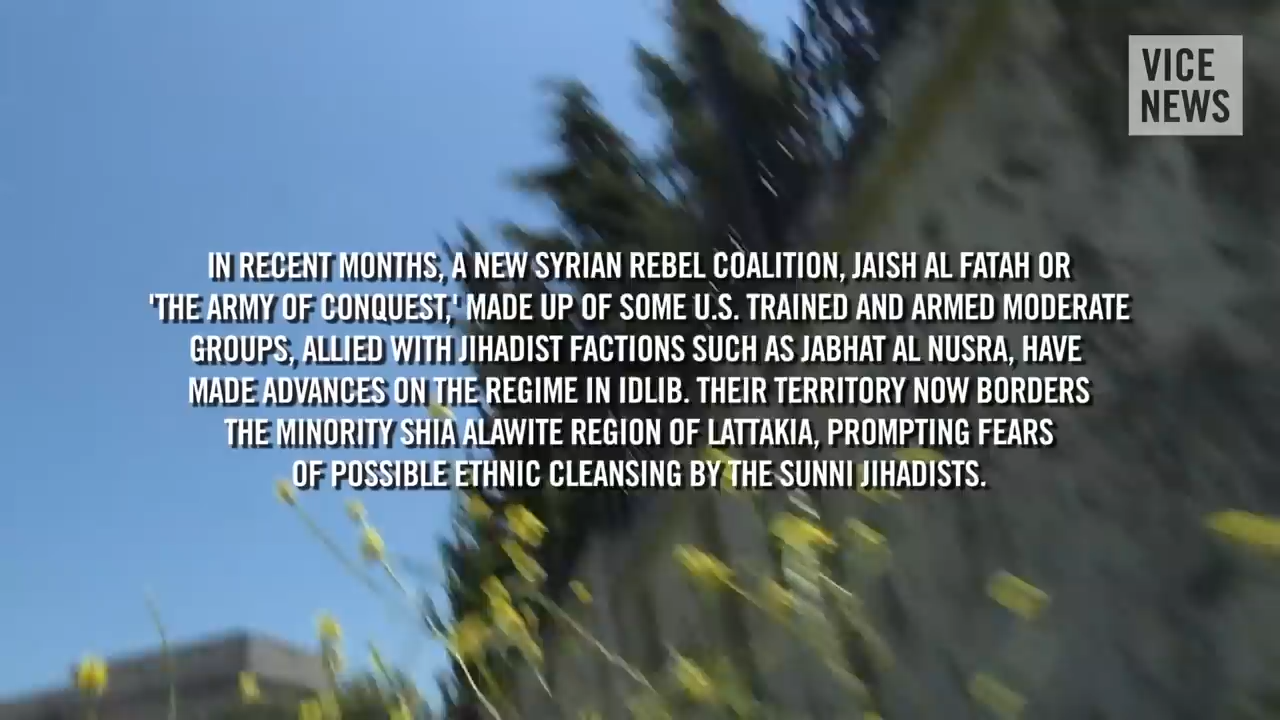 VICE
NEWS
IN RECENT MONTHS, A NEW SYRIAN REBEL COALITION, JAISH AL FATAH OR
'THE ARMY OF CONQUEST,' MADE UP OF SOME U.S. TRAINED AND ARMED MODERATE
GROUPS, ALLIED WITH JIHADIST FACTIONS SUCH AS JABHAT AL NUSRA, HAVE
MADE ADVANCES ON THE REGIME IN IDLIB. THEIR TERRITORY NOW BORDERS
THE MINORITY SHIA ALAWITE REGION OF LATTAKIA, PROMPTING FEARS
OF POSSIBLE ETHNIC CLEANSING BY THE SUNNI JIHADISTS.